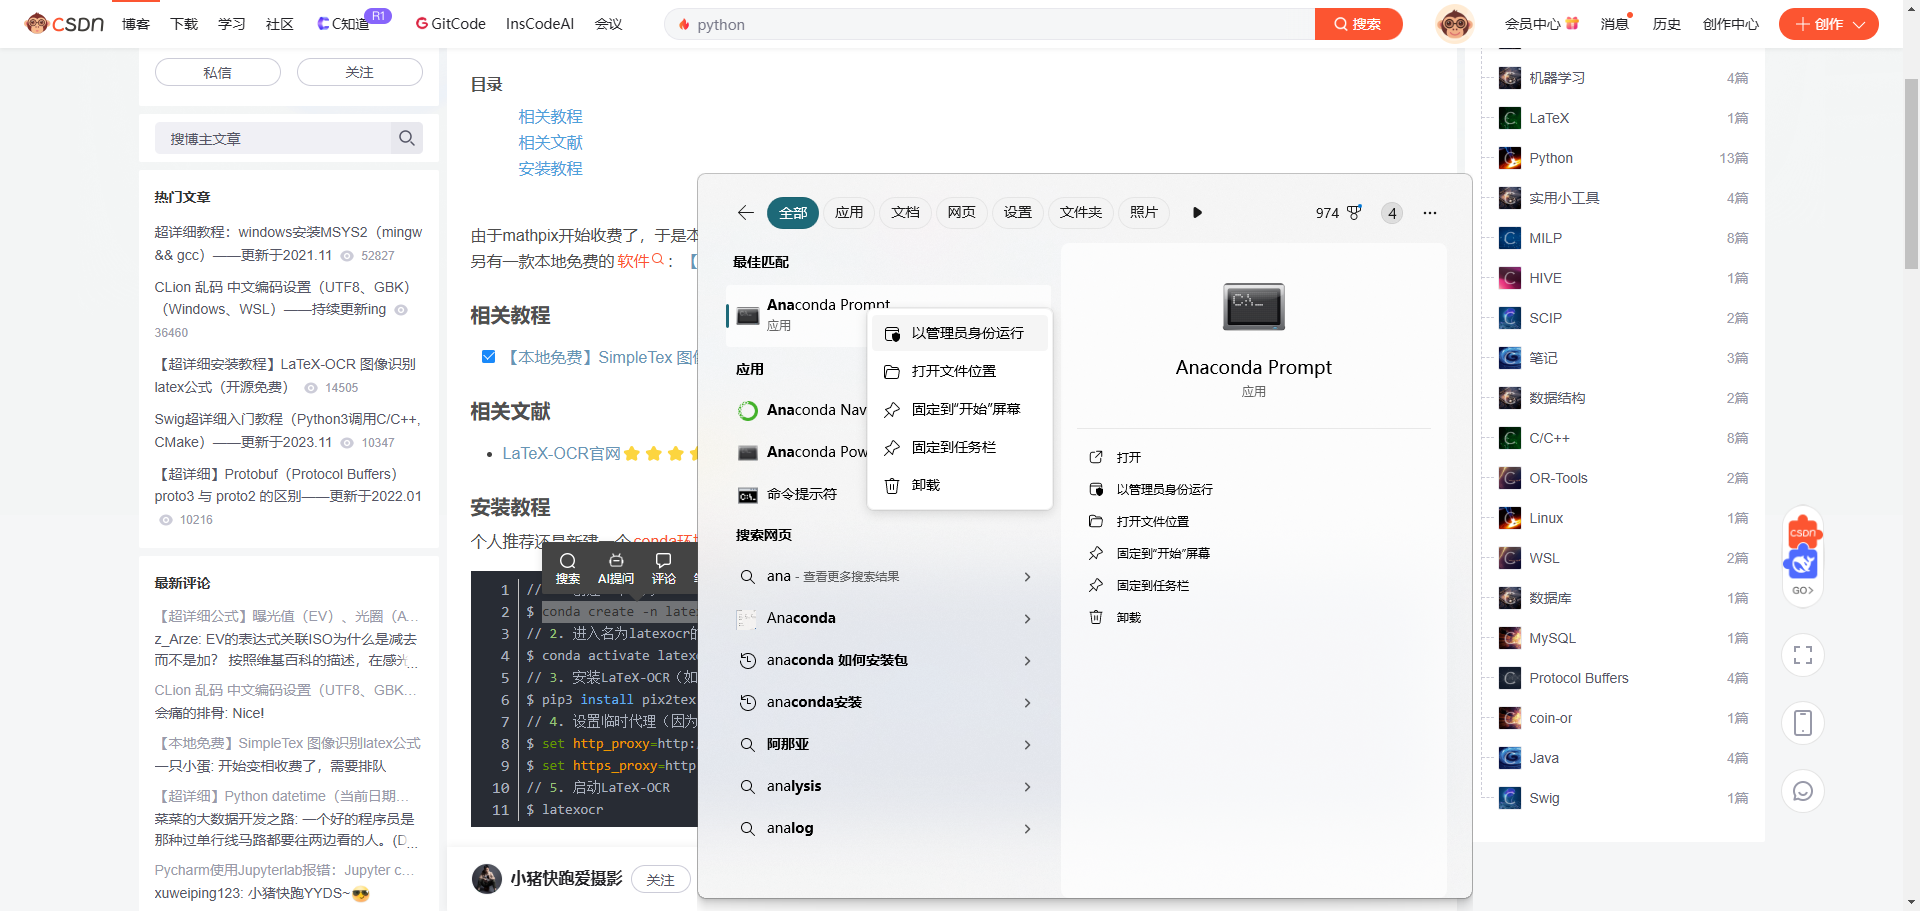 CSDN 博客 下载 学习 社区 C知道 R1 GitCode InsCodeAI 会议 python 搜索 会员中心 消息 历史 创作中心 创作
私信 关注
搜博主文章
热门文章
超详细教程：windows安装MSYS2（mingw
&& gcc）——更新于2021.11 52827
CLion 乱码 中文编码设置（UTF8、GBK）
（Windows、WSL）——持续更新ing
36460
【超详细安装教程】LaTeX-OCR 图像识别
latex公式（开源免费） 14505
Swig超详细入门教程（Python3调用C/C++,
CMake）——更新于2023.11 10347
【超详细】Protobuf（Protocol Buffers）
proto3 与 proto2 的区别——更新于2022.01
10216
最新评论
【超详细公式】曝光值（EV）、光圈（A...
z_Arze: EV的表达式关联ISO为什么是减去
而不是加？ 按照维基百科的描述，在感光...
CLion 乱码 中文编码设置（UTF8、GBK...
会痛的排骨: Nice!
【本地免费】SimpleTex 图像识别latex公式
一只小蛋: 开始变相收费了，需要排队
【超详细】Python datetime（当前日期...
菜菜的大数据开发之路: 一个好的程序员是
那种过单行线马路都要往两边看的人。(D...
Pycharm使用Jupyterlab报错：Jupyter c...
xuweiping123: 小猪快跑YYDS~😎
目录
相关教程
相关文献
安装教程
由于mathpix开始收费了，于是本
另有一款本地免费的 软件：【
相关教程
【本地免费】SimpleTex 图像
相关文献
LaTeX-OCR官网⭐⭐⭐⭐
安装教程
个人推荐还是新建一个 conda环境
搜索 AI提问 评论
1 //
2 $ conda create -n latex
3 // 2. 进入名为latexocr的
4 $ conda activate latexo
5 // 3. 安装LaTeX-OCR（如
6 $ pip3 install pix2tex
7 // 4. 设置临时代理（因为
8 $ set http_proxy=http:/
9 $ set https_proxy=http
10 // 5. 启动LaTeX-OCR
11 $ latexocr
小猪快跑爱摄影 关注
全部 应用 文档 网页 设置 文件夹 照片 974 4 ...
最佳匹配
Anaconda Prompt
应用
应用
Anaconda Nav
Anaconda Pow
命令提示符
搜索网页
ana - 查看更多搜索结果
Anaconda
anaconda 如何安装包
anaconda安装
阿那亚
analysis
analog
以管理员身份运行
打开文件位置
固定到“开始”屏幕
固定到任务栏
卸载
C:\_
Anaconda Prompt
应用
打开
以管理员身份运行
打开文件位置
固定到“开始”屏幕
固定到任务栏
卸载
机器学习 4篇
LaTeX 1篇
Python 13篇
实用小工具 4篇
MILP 8篇
HIVE 1篇
SCIP 2篇
笔记 3篇
数据结构 2篇
C/C++ 8篇
OR-Tools 2篇
Linux 1篇
WSL 2篇
数据库 1篇
MySQL 1篇
Protocol Buffers 4篇
coin-or 1篇
Java 4篇
Swig 1篇
csdn
GO>